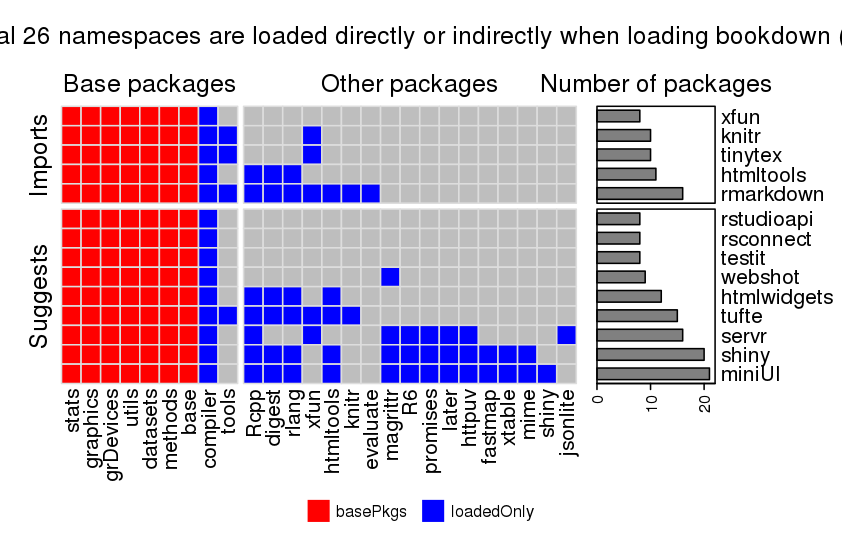 al 26 namespaces are loaded directly or indirectly when loading bookdown (
Base packages
Other packages
Number of packages
Imports
Suggests
xfun
knitr
tinytex
htmltools
rmarkdown
rstudioapi
rsconnect
testit
webshot
htmlwidgets
tufte
servr
shiny
miniUI
stats
graphics
grDevices
utils
datasets
methods
base
compiler
tools
Rcpp
digest
rlang
xfun
htmltools
knitr
evaluate
magrittr
R6
promises
later
httpuv
fastmap
xtable
mime
shiny
jsonlite
0
10
20
basePkgs
loadedOnly